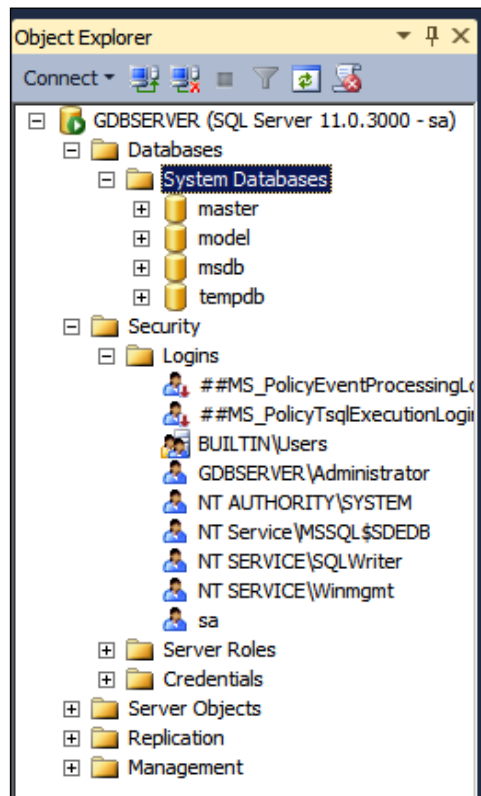 Object Explorer
Connect
GDBSERVER (SQL Server 11.0.3000 - sa)
Databases
System Databases
master
model
msdb
tempdb
Security
Logins
##MS_PolicyEventProcessingLo
##MS_PolicyTsqlExecutionLogin
BUILTIN\Users
GDBSERVER\Administrator
NT AUTHORITY\SYSTEM
NT Service\MSSQL$SDEDB
NT SERVICE\SQLWriter
NT SERVICE\Winmgmt
sa
Server Roles
Credentials
Server Objects
Replication
Management